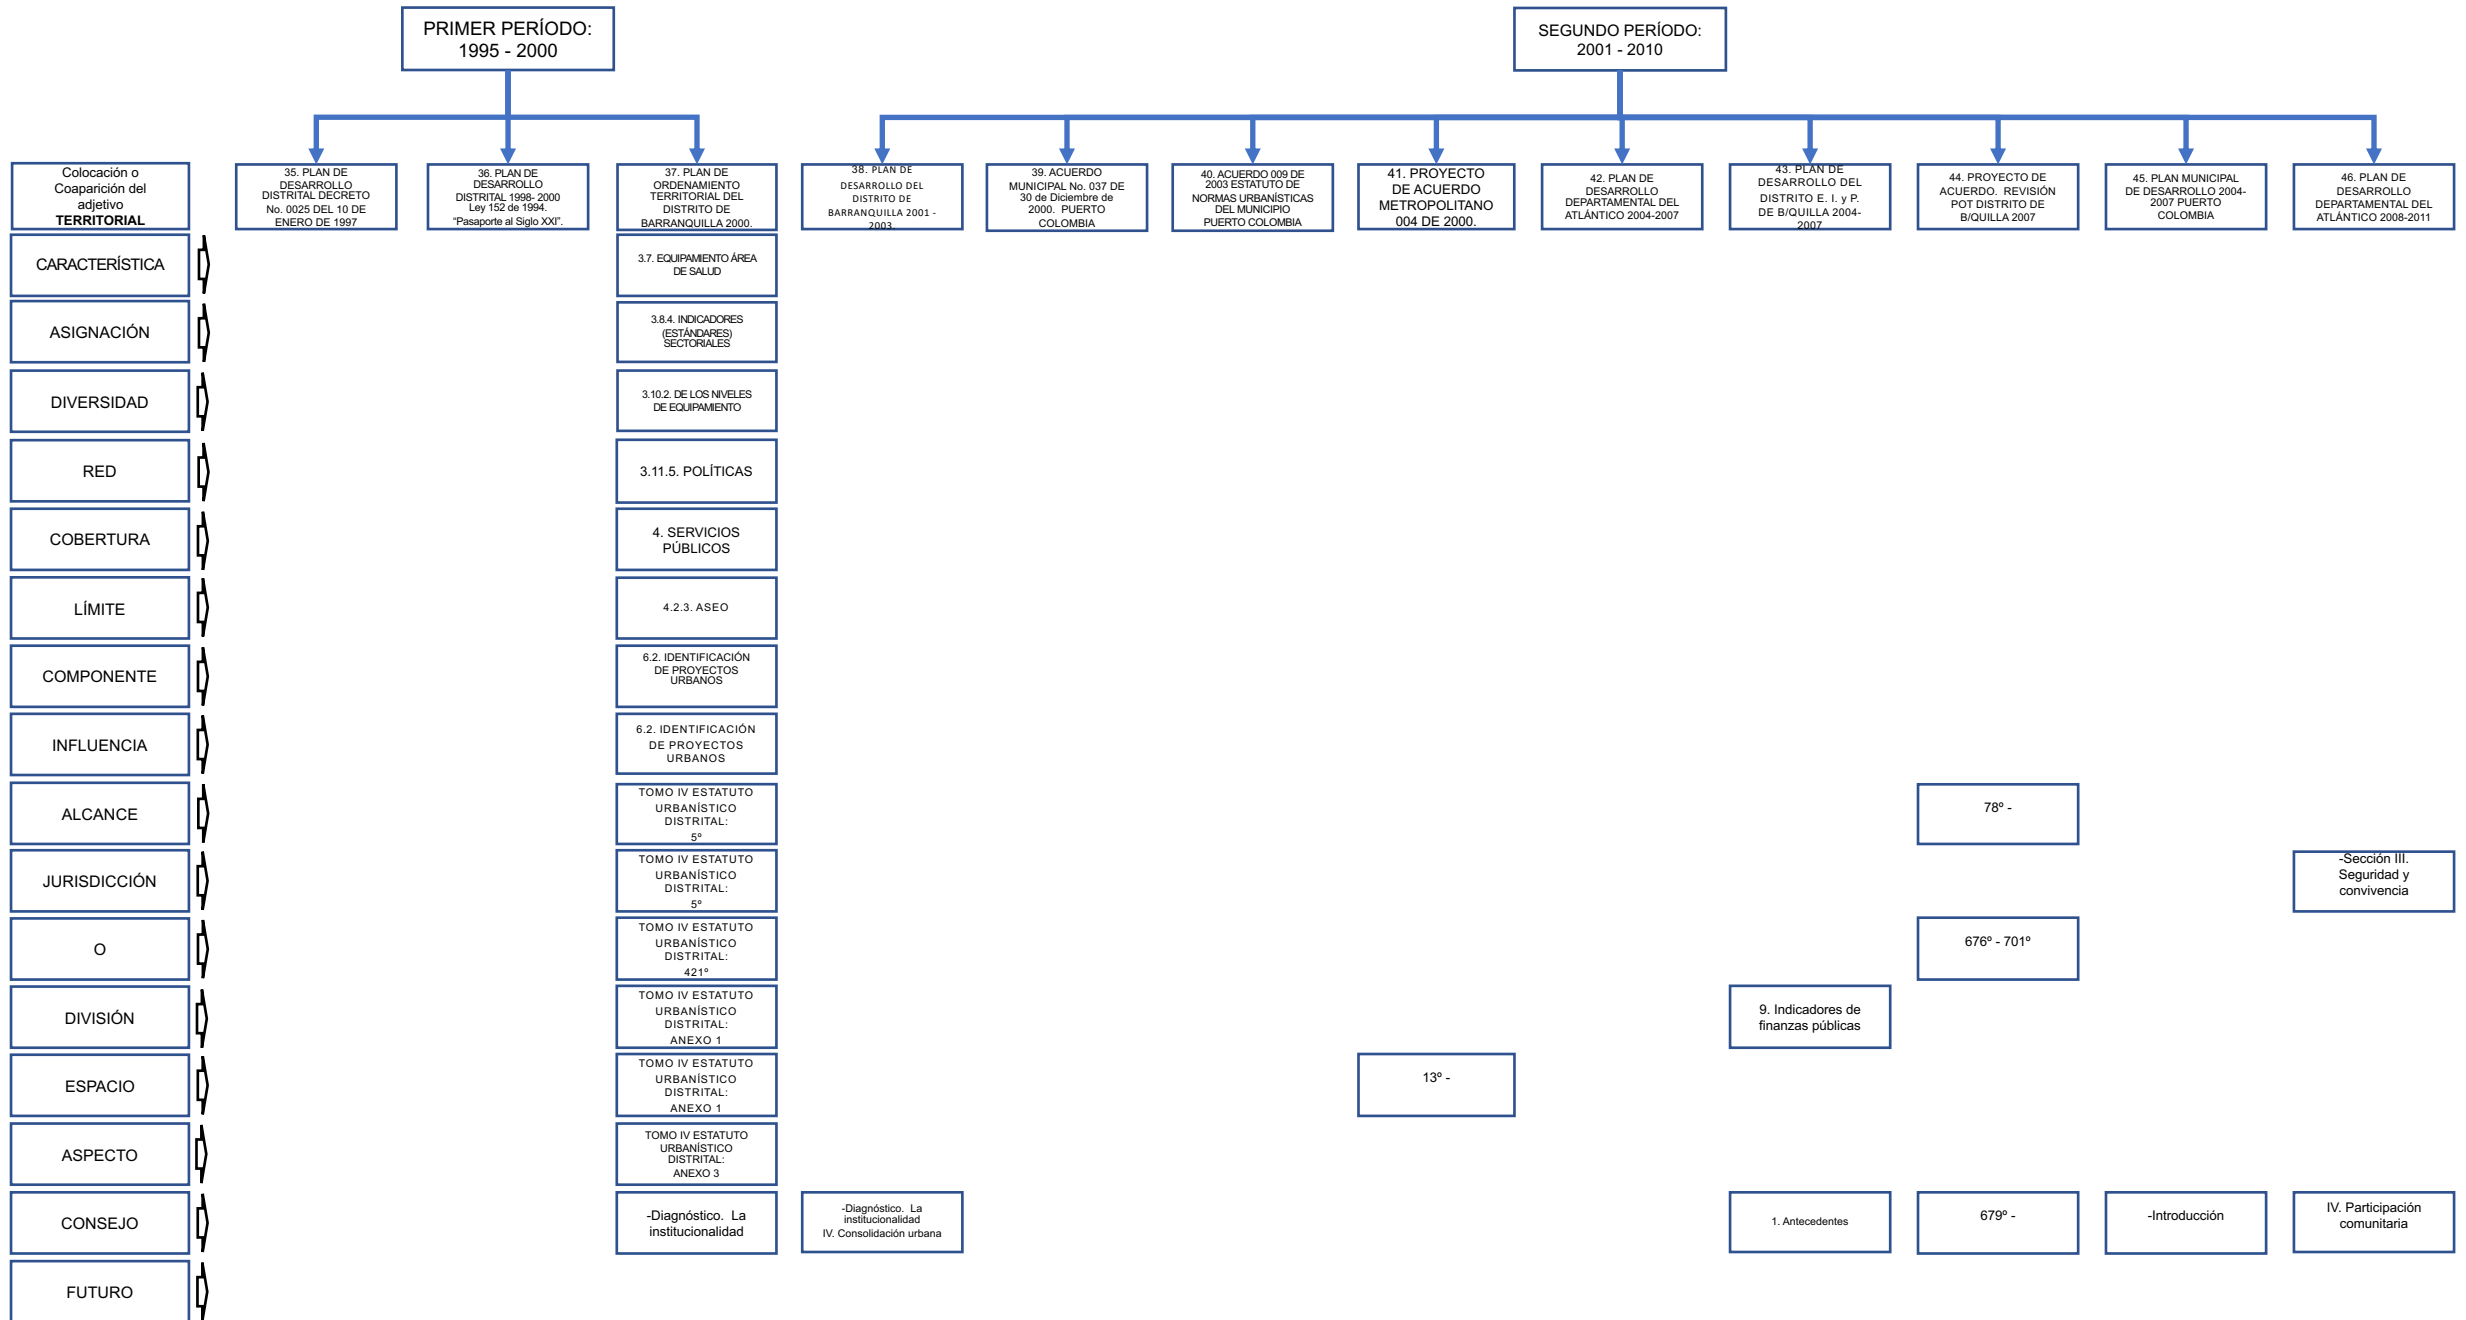 PRIMER PERÍODO:
1995 - 2000
SEGUNDO PERÍODO:
2001 - 2010
Colocación o
Coaparición del
adjetivo
TERRITORIAL
35. PLAN DE
DESARROLLO
DISTRITAL DECRETO
No. 0025 DEL 10 DE
ENERO DE 1997
36. PLAN DE
DESARROLLO
DISTRITAL 1998- 2000
Ley 152 de 1994.
“Pasaporte al Siglo XXI”.
37. PLAN DE
ORDENAMIENTO
TERRITORIAL DEL
DISTRITO DE
BARRANQUILLA 2000.
38. PLAN DE
DESARROLLO DEL
DISTRITO DE
BARRANQUILLA 2001 -
2003.
39. ACUERDO
MUNICIPAL No. 037 DE
30 de Diciembre de
2000. PUERTO
COLOMBIA
40. ACUERDO 009 DE
2003 ESTATUTO DE
NORMAS URBANÍSTICAS
DEL MUNICIPIO
PUERTO COLOMBIA
41. PROYECTO
DE ACUERDO
METROPOLITANO
004 DE 2000.
42. PLAN DE
DESARROLLO
DEPARTAMENTAL DEL
ATLÁNTICO 2004-2007
43. PLAN DE
DESARROLLO DEL
DISTRITO E. I. y P.
DE B/QUILLA 2004-
2007
44. PROYECTO DE
ACUERDO. REVISIÓN
POT DISTRITO DE
B/QUILLA 2007
45. PLAN MUNICIPAL
DE DESARROLLO 2004-
2007 PUERTO
COLOMBIA
46. PLAN DE
DESARROLLO
DEPARTAMENTAL DEL
ATLÁNTICO 2008-2011
CARACTERÍSTICA
3.7. EQUIPAMIENTO ÁREA
DE SALUD
ASIGNACIÓN
3.8.4. INDICADORES
(ESTÁNDARES)
SECTORIALES
DIVERSIDAD
3.10.2. DE LOS NIVELES
DE EQUIPAMIENTO
RED
3.11.5. POLÍTICAS
COBERTURA
4. SERVICIOS
PÚBLICOS
LÍMITE
4.2.3. ASEO
COMPONENTE
6.2. IDENTIFICACIÓN
DE PROYECTOS
URBANOS
INFLUENCIA
6.2. IDENTIFICACIÓN
DE PROYECTOS
URBANOS
ALCANCE
TOMO IV ESTATUTO
URBANÍSTICO
DISTRITAL:
5º
78º -
JURISDICCIÓN
TOMO IV ESTATUTO
URBANÍSTICO
DISTRITAL:
5º
-Sección III.
Seguridad y
convivencia
O
TOMO IV ESTATUTO
URBANÍSTICO
DISTRITAL:
421º
676º - 701º
DIVISIÓN
TOMO IV ESTATUTO
URBANÍSTICO
DISTRITAL:
ANEXO 1
9. Indicadores de
finanzas públicas
ESPACIO
TOMO IV ESTATUTO
URBANÍSTICO
DISTRITAL:
ANEXO 1
13º -
ASPECTO
TOMO IV ESTATUTO
URBANÍSTICO
DISTRITAL:
ANEXO 3
CONSEJO
-Diagnóstico. La
institucionalidad
-Diagnóstico. La
institucionalidad
IV. Consolidación urbana
1. Antecedentes
679º -
-Introducción
IV. Participación
comunitaria
FUTURO